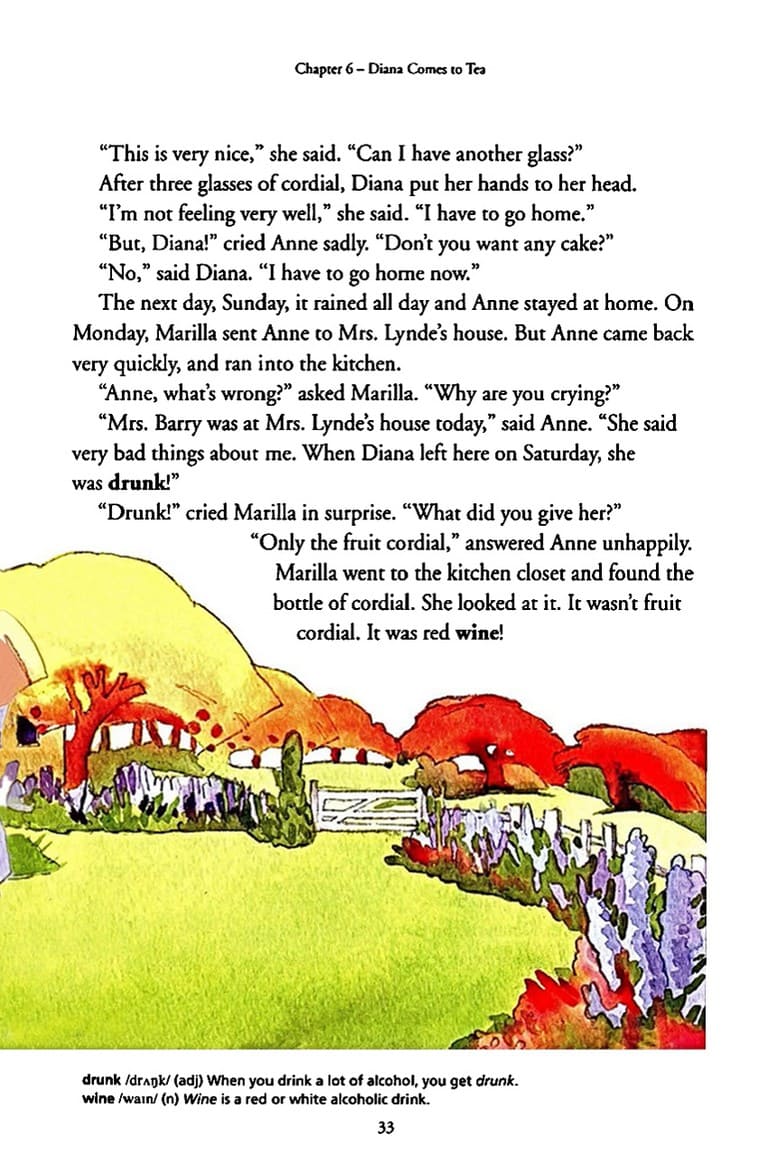 Chapter 6 – Diana Comes to Tea
“This is very nice,” she said. “Can I have another glass?”
After three glasses of cordial, Diana put her hands to her head.
“I’m not feeling very well,” she said. “I have to go home.”
“But, Diana!” cried Anne sadly. “Don’t you want any cake?”
“No,” said Diana. “I have to go home now.”
The next day, Sunday, it rained all day and Anne stayed at home. On
Monday, Marilla sent Anne to Mrs. Lynde’s house. But Anne came back
very quickly, and ran into the kitchen.
“Anne, what’s wrong?” asked Marilla. “Why are you crying?”
“Mrs. Barry was at Mrs. Lynde’s house today,” said Anne. “She said
very bad things about me. When Diana left here on Saturday, she
was drunk!”
“Drunk!” cried Marilla in surprise. “What did you give her?”
“Only the fruit cordial,” answered Anne unhappily.
Marilla went to the kitchen closet and found the
bottle of cordial. She looked at it. It wasn’t fruit
cordial. It was red wine!
drunk /drʌŋk/ (adj) When you drink a lot of alcohol, you get drunk.
wine /waɪn/ (n) Wine is a red or white alcoholic drink.
33